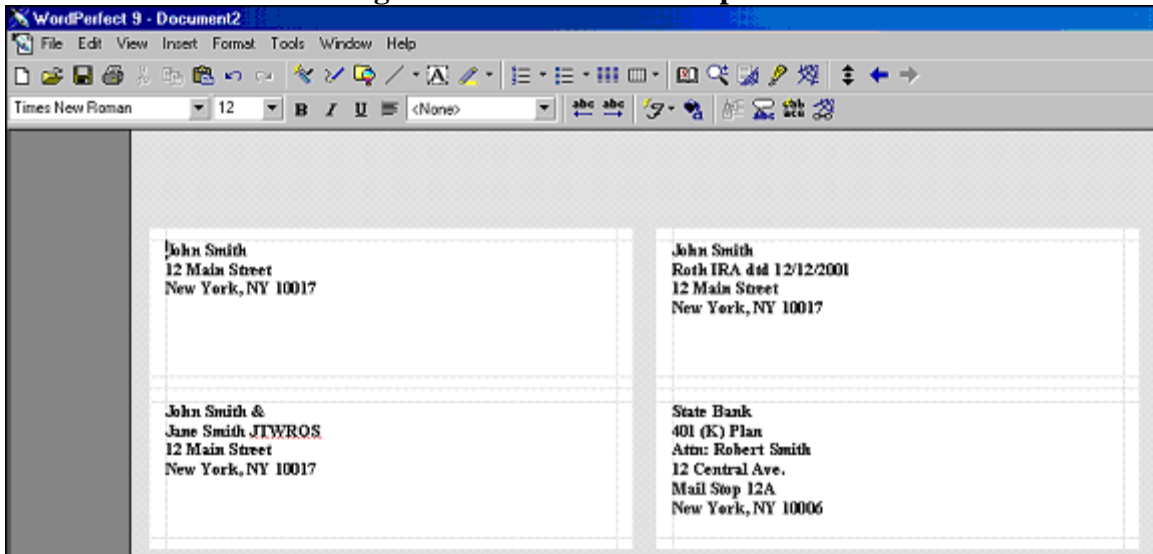 WordPerfect 9 - Document2
File Edit View Insert Format Tools Window Help
Times New Roman 12 B I U <None>
John Smith
12 Main Street
New York, NY 10017
John Smith
Roth IRA dtd 12/12/2001
12 Main Street
New York, NY 10017
John Smith &
Jane Smith JTWROS
12 Main Street
New York, NY 10017
State Bank
401 (K) Plan
Attn: Robert Smith
12 Central Ave.
Mail Stop 12A
New York, NY 10006